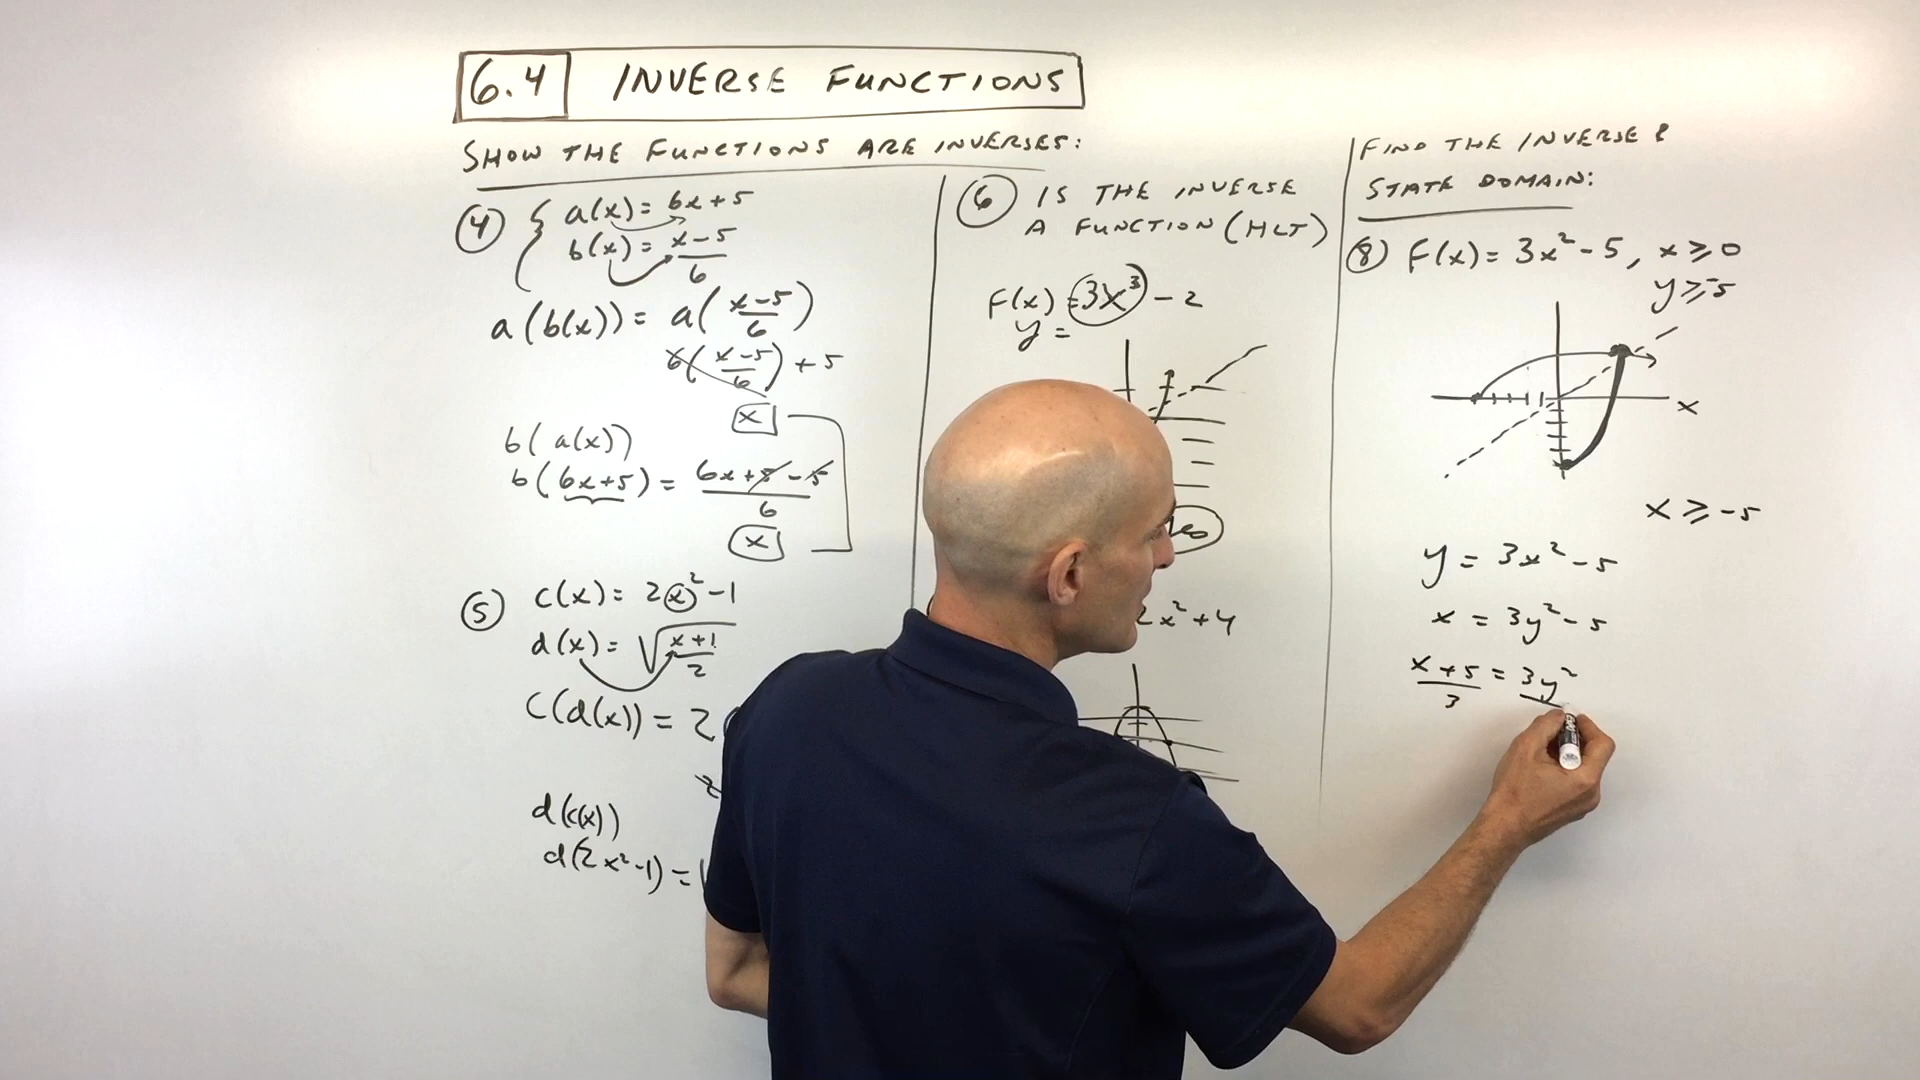 6.4 INVERSE FUNCTIONS
SHOW THE FUNCTIONS ARE INVERSES:
4
a(x) = 6x+5
b(x) = x-5/6
a(b(x)) = a(x-5/6)
6(x-5/6) + 5
x
b(a(x))
b(6x+5) = 6x+5-5/6
x
5
c(x) = 2(x)²-1
d(x) = √x+1/2
c(d(x)) = 2
2
d(c(x))
d(2x²-1) = √
6 IS THE INVERSE
A FUNCTION (HLT)
F(x) = 3x³ - 2
y =
2x²+4
FIND THE INVERSE &
STATE DOMAIN:
8 F(x) = 3x²-5, x ≥ 0
y ≥ -5
x
x ≥ -5
y = 3x²-5
x = 3y²-5
x+5/3 = 3y²